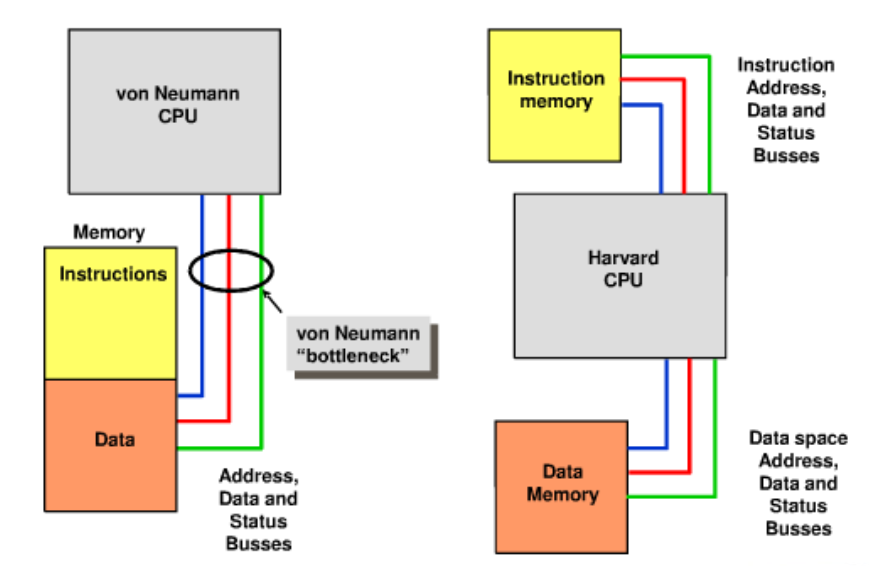 von Neumann
CPU
Memory
Instructions
von Neumann
“bottleneck”
Data
Address,
Data and
Status
Busses
Instruction
memory
Instruction
Address,
Data and
Status
Busses
Harvard
CPU
Data
Memory
Data space
Address,
Data and
Status
Busses